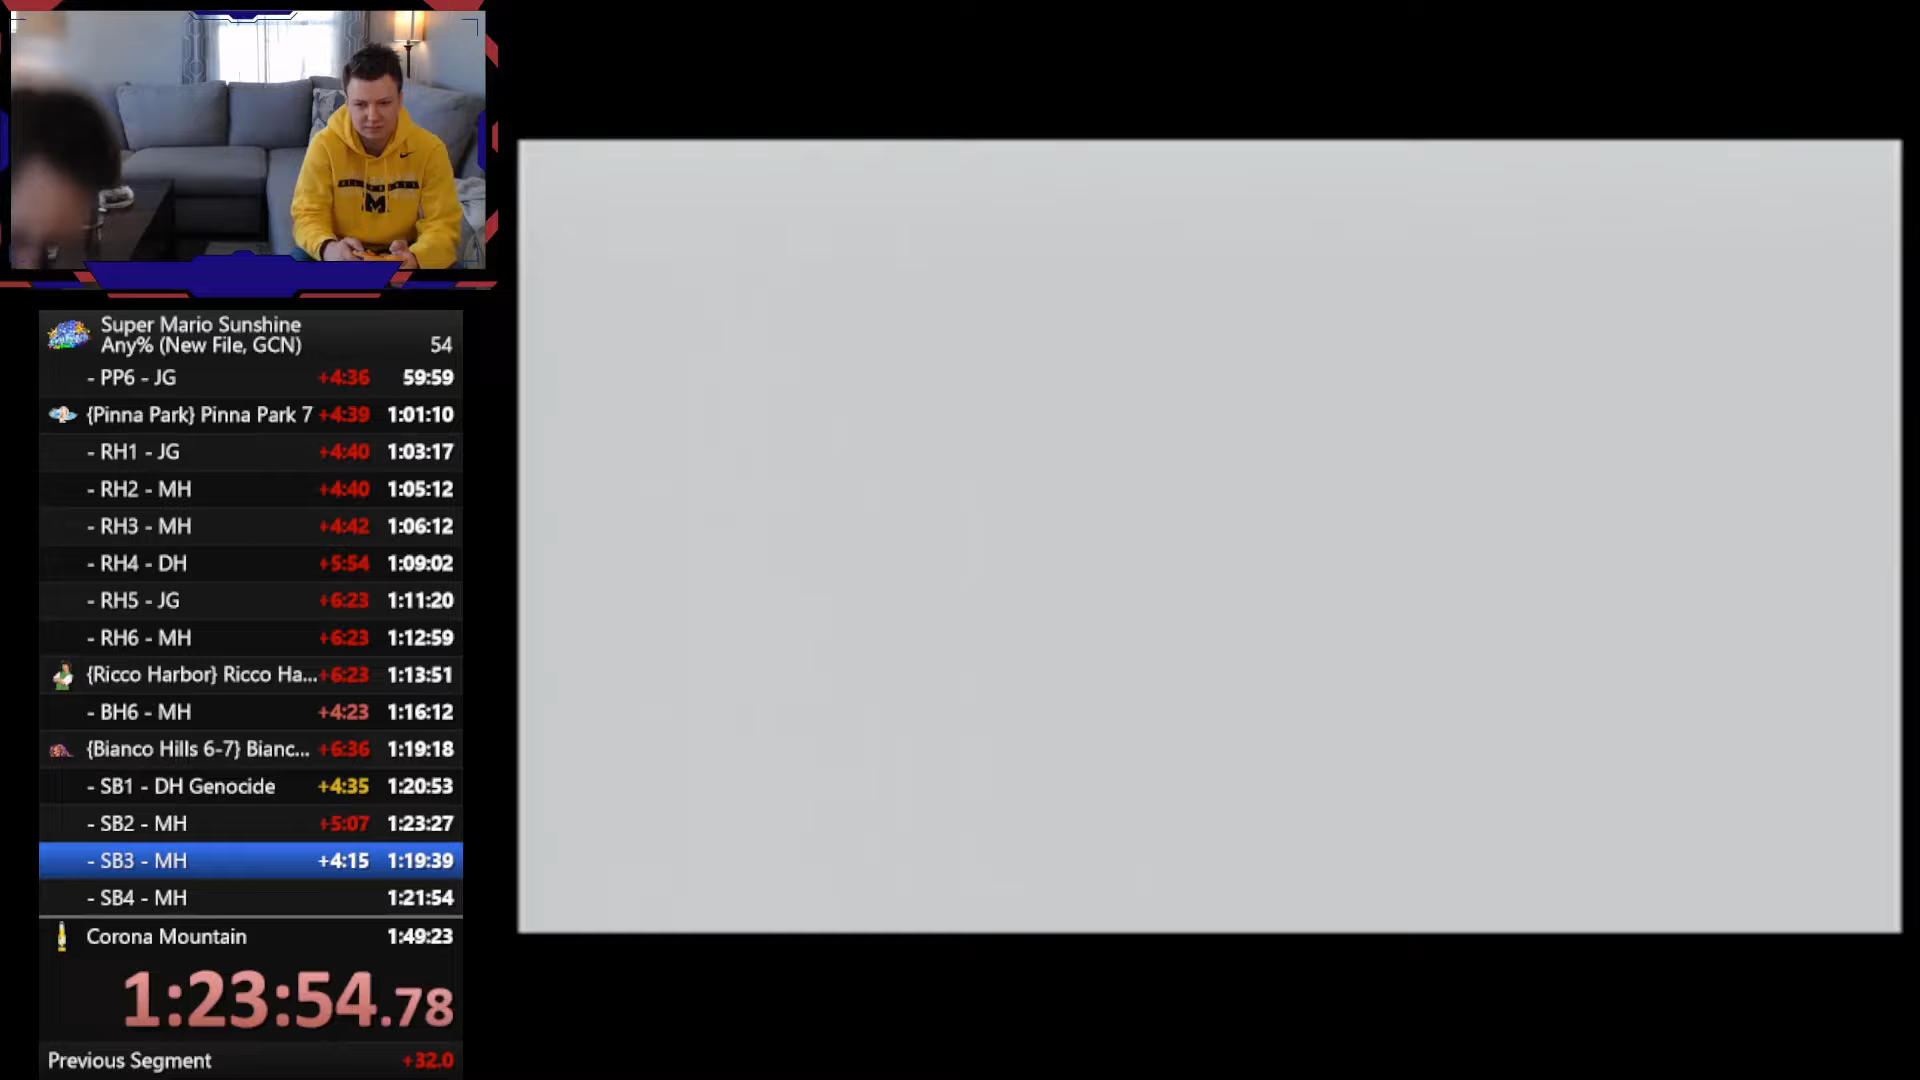 Super Mario Sunshine
Any% (New File, GCN) 54
- PP6 - JG +4:36 59:59
{Pinna Park} Pinna Park 7 +4:39 1:01:10
- RH1 - JG +4:40 1:03:17
- RH2 - MH +4:40 1:05:12
- RH3 - MH +4:42 1:06:12
- RH4 - DH +5:54 1:09:02
- RH5 - JG +6:23 1:11:20
- RH6 - MH +6:23 1:12:59
{Ricco Harbor} Ricco Ha... +6:23 1:13:51
- BH6 - MH +4:23 1:16:12
{Bianco Hills 6-7} Bianc... +6:36 1:19:18
- SB1 - DH Genocide +4:35 1:20:53
- SB2 - MH +5:07 1:23:27
- SB3 - MH +4:15 1:19:39
- SB4 - MH 1:21:54
Corona Mountain 1:49:23
1:23:54.78
Previous Segment +32.0
M